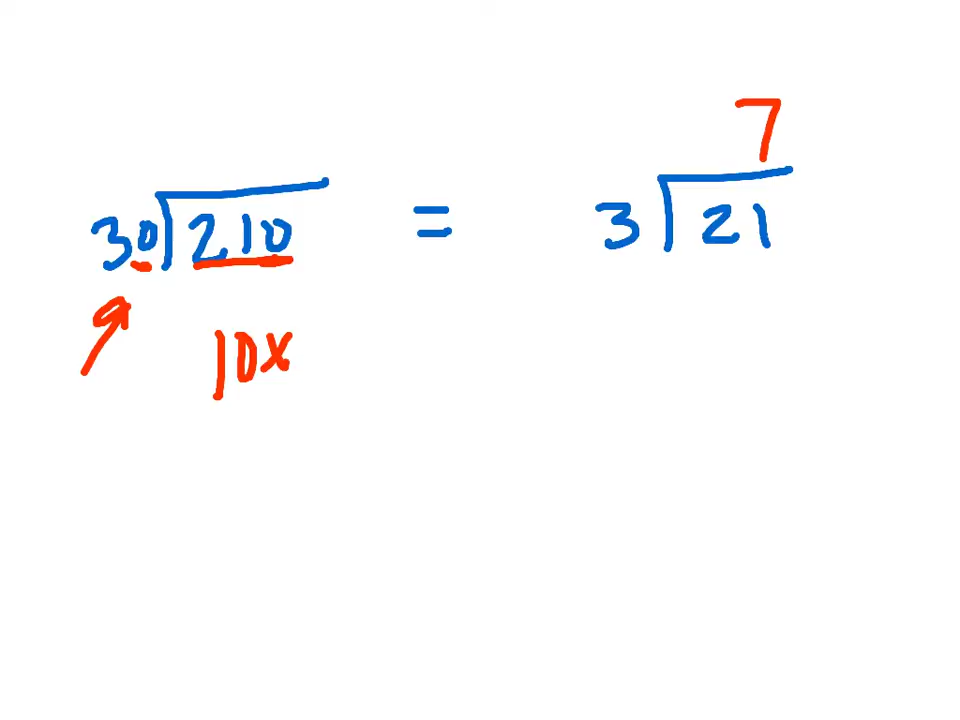 7
30)210 = 3)21
10x